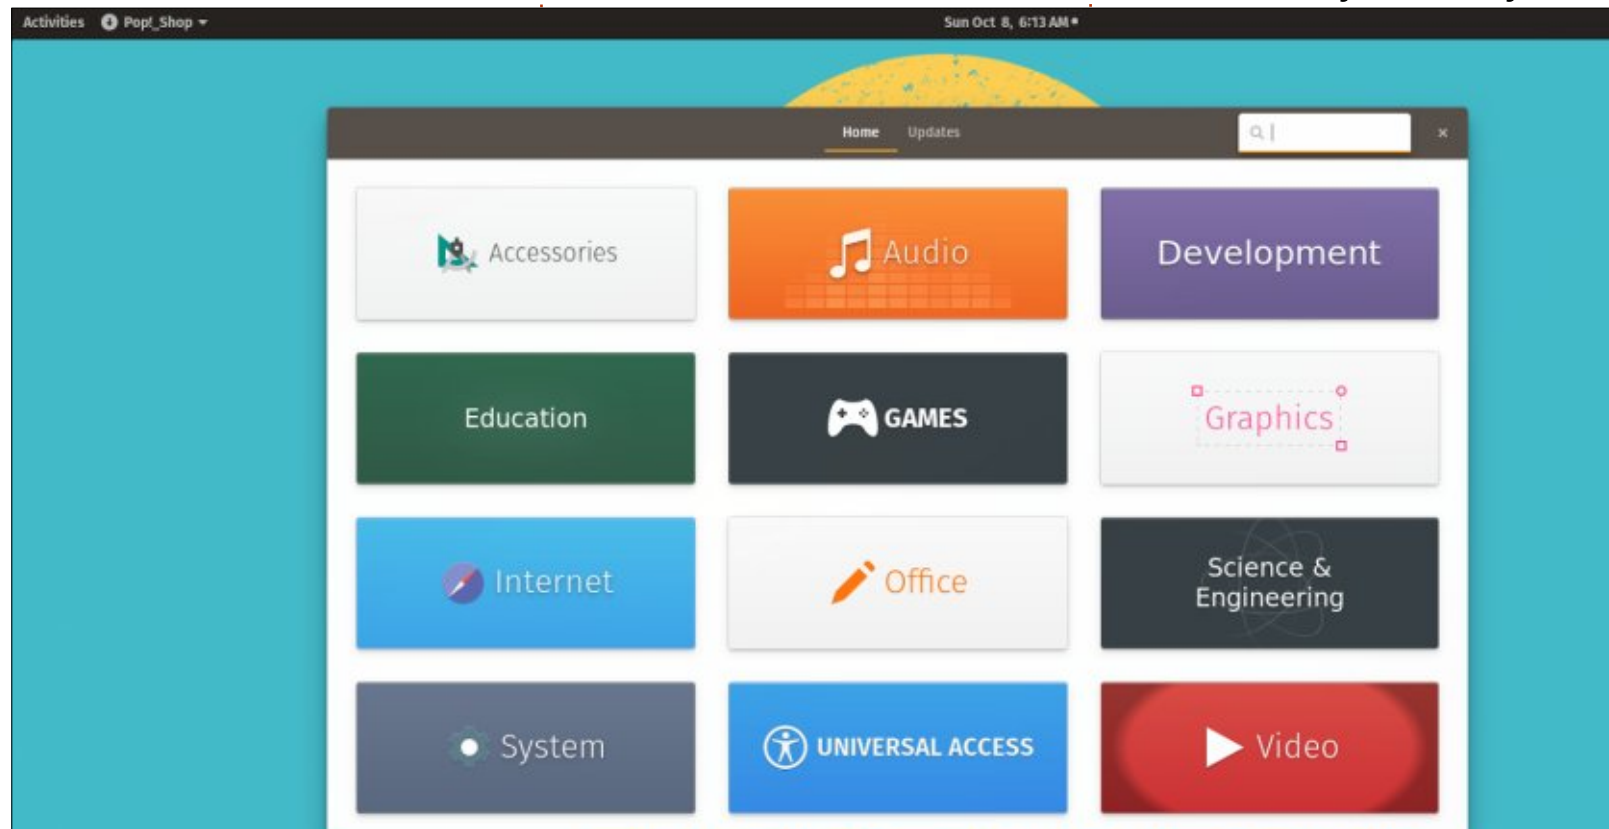 Activities Pop!_Shop Sun Oct 8, 6:13 AM
Home Updates
Accessories
Audio
Development
Education
GAMES
Graphics
Internet
Office
Science &
Engineering
System
UNIVERSAL ACCESS
Video